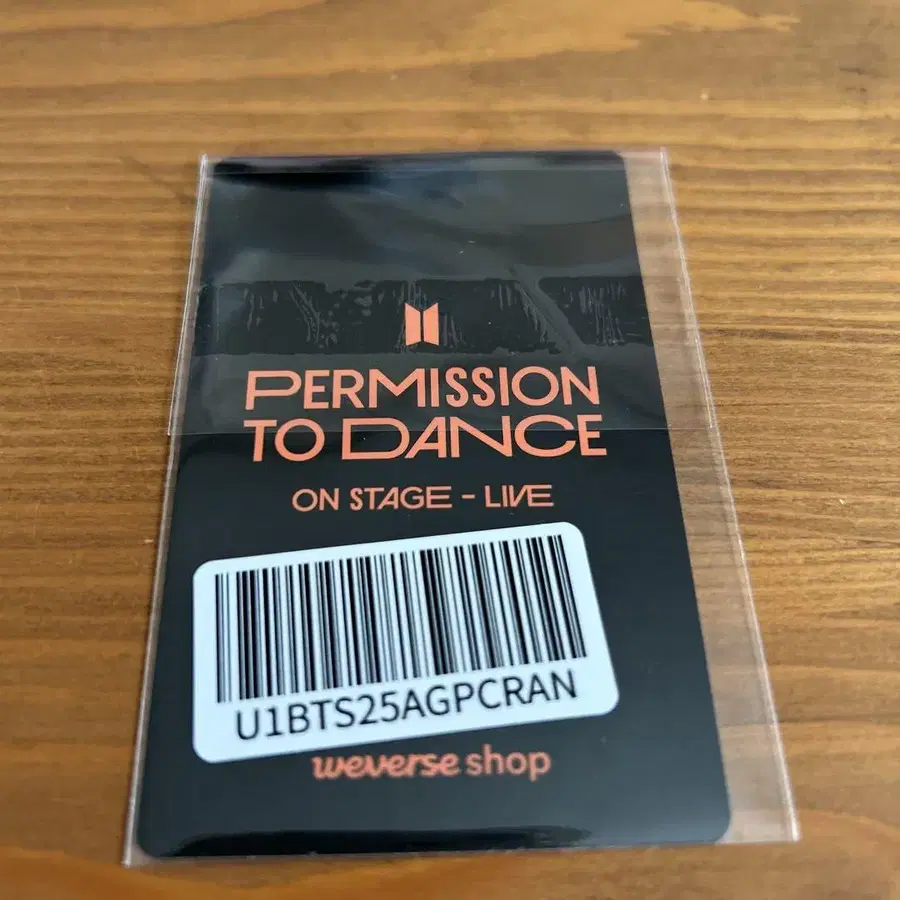 PERMISSION
TO DANCE
ON STAGE - LIVE
U1BTS25AGPCRAN
weverse shop